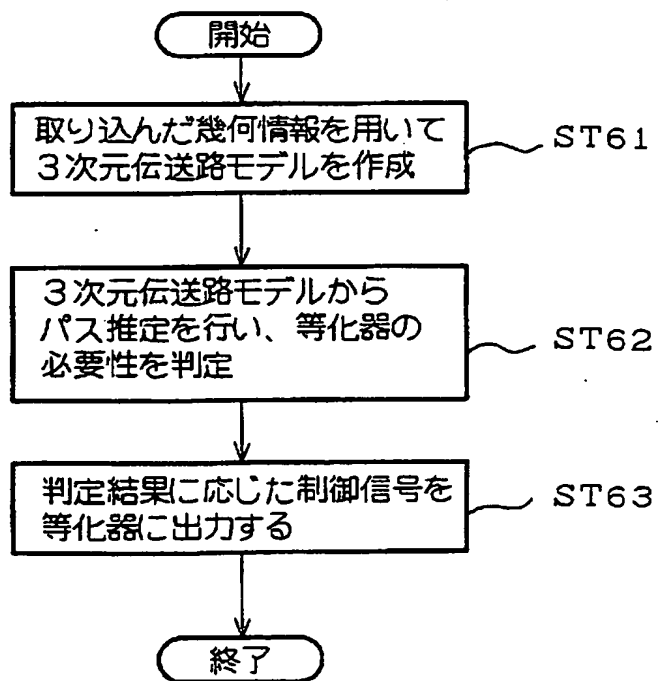 開始
取り込んだ幾何情報を用いて
3次元伝送路モデルを作成
ST61
3次元伝送路モデルから
パス推定を行い、等化器の
必要性を判定
ST62
判定結果に応じた制御信号を
等化器に出力する
ST63
終了